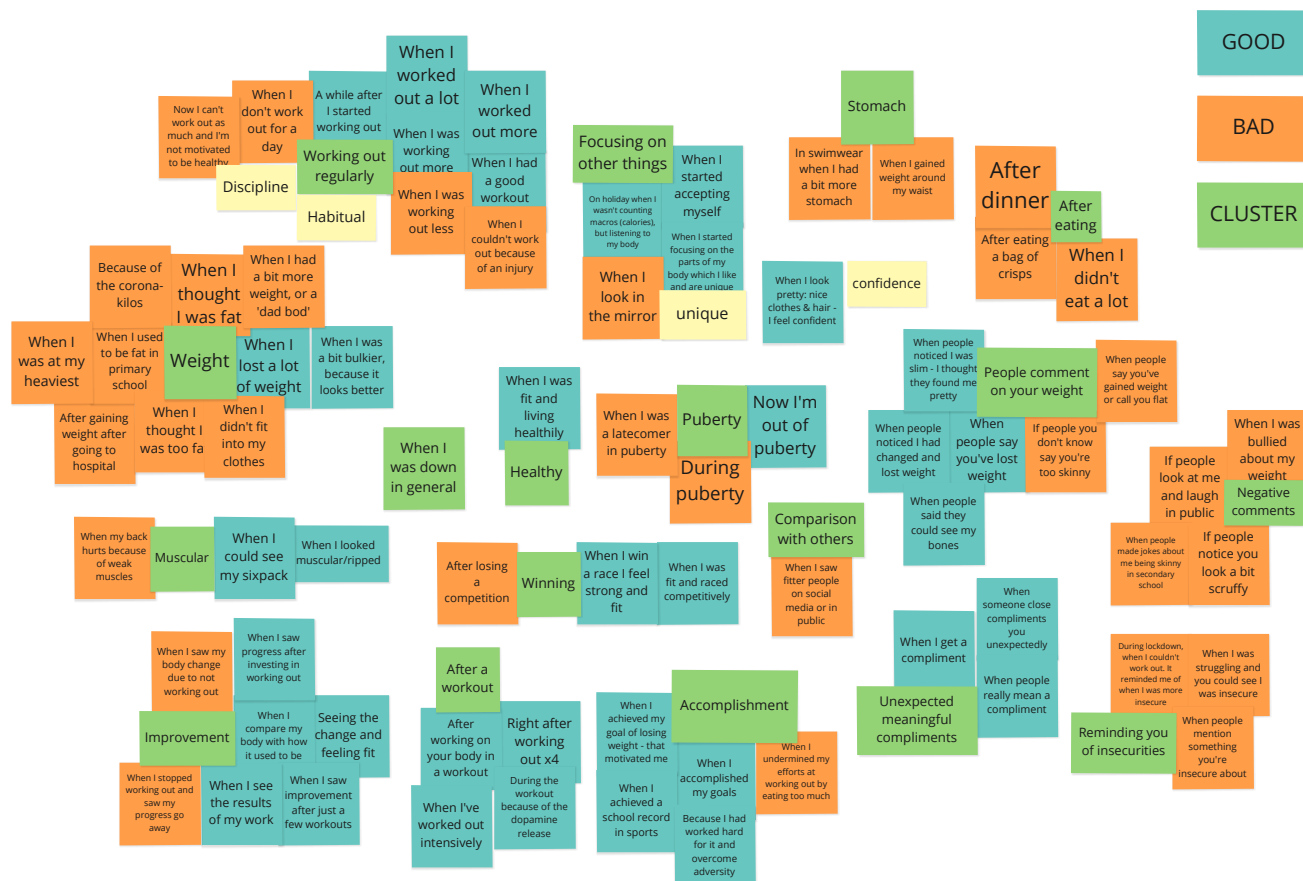 GOOD
BAD
CLUSTER
When I
worked
out a lot
When I
worked
out more
A while after
I started
working out
When I
don't work
out for a
day
Now I can't
work out as
much and I'm
not motivated
to be healthy
Discipline
Working out
regularly
Habitual
When I was
working
out more
When I had
a good
workout
When I was
working
out less
When I
couldn't work
out because
of an injury
Focusing on
other things
When I
started
accepting
myself
On holiday when I
wasn't counting
macros (calories),
but listening to
my body
When I started
focusing on the
parts of my
body which I like
and are unique
When I
look in
the mirror
unique
When I look
pretty: nice
clothes & hair -
I feel confident
confidence
Stomach
In swimwear
when I had
a bit more
stomach
When I gained
weight around
my waist
After
dinner
After
eating
After eating
a bag of
crisps
When I
didn't
eat a lot
Because of
the corona-
kilos
When I
thought
I was fat
When I had
a bit more
weight, or a
'dad bod'
When I
was at my
heaviest
When I used
to be fat in
primary
school
Weight
When I
lost a lot
of weight
When I was
a bit bulkier,
because it
looks better
After gaining
weight after
going to
hospital
When I
thought I
was too fa
When I
didn't fit
into my
clothes
When I
was down
in general
When I was
fit and
living
healthily
Healthy
When I was
a latecomer
in puberty
Puberty
Now I'm
out of
puberty
During
puberty
When people
noticed I was
slim - I thought
they found me
pretty
People comment
on your weight
When people
say you've
gained weight
or call you flat
When people
noticed I had
changed and
lost weight
When
people say
you've lost
weight
If people you
don't know
say you're
too skinny
When people
said they
could see my
bones
When I was
bullied
about my
weight
If people
look at me
and laugh
in public
Negative
comments
When people
made jokes about
me being skinny
in secondary
school
If people
notice you
look a bit
scruffy
When my back
hurts because
of weak
muscles
Muscular
When I
could see
my sixpack
When I looked
muscular/ripped
After losing
a
competition
Winning
When I win
a race I feel
strong and
fit
When I was
fit and raced
competitively
Comparison
with others
When I saw
fitter people
on social
media or in
public
When I get a
compliment
When
someone close
compliments
you
unexpectedly
When people
really mean a
compliment
Unexpected
meaningful
compliments
During lockdown,
when I couldn't
work out. It
reminded me of
when I was more
insecure
When I was
struggling and
you could see I
was insecure
Reminding you
of insecurities
When people
mention
something
you're
insecure about
When I saw my
body change
due to not
working out
When I saw
progress after
investing in
working out
Improvement
When I
compare my
body with how
it used to be
Seeing the
change and
feeling fit
When I stopped
working out and
saw my
progress go
away
When I see
the results
of my work
When I saw
improvement
after just a
few workouts
After a
workout
After
working on
your body in
a workout
Right after
working
out x4
When I've
worked out
intensively
During the
workout
because of the
dopamine
release
Accomplishment
When I
achieved my
goal of losing
weight - that
motivated me
When I
accomplished
my goals
When I
undermined my
efforts at
working out by
eating too much
When I
achieved a
school record
in sports
Because I had
worked hard
for it and
overcome
adversity